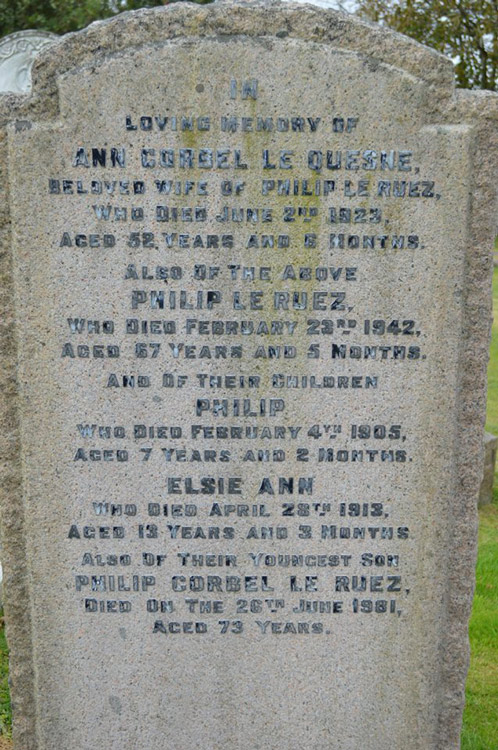 IN
LOVING MEMORY OF
ANN CORBEL LE QUESNE,
BELOVED WIFE OF PHILIP LE RUEZ,
WHO DIED JUNE 2ND 1923,
AGED 52 YEARS AND 6 MONTHS.
ALSO OF THE ABOVE
PHILIP LE RUEZ,
WHO DIED FEBRUARY 23RD 1942,
AGED 67 YEARS AND 5 MONTHS.
AND OF THEIR CHILDREN
PHILIP
WHO DIED FEBRUARY 4TH 1905,
AGED 7 YEARS AND 2 MONTHS.
ELSIE ANN
WHO DIED APRIL 28TH 1913,
AGED 13 YEARS AND 3 MONTHS.
ALSO OF THEIR YOUNGEST SON
PHILIP CORBEL LE RUEZ,
DIED ON THE 26TH JUNE 1981,
AGED 73 YEARS.